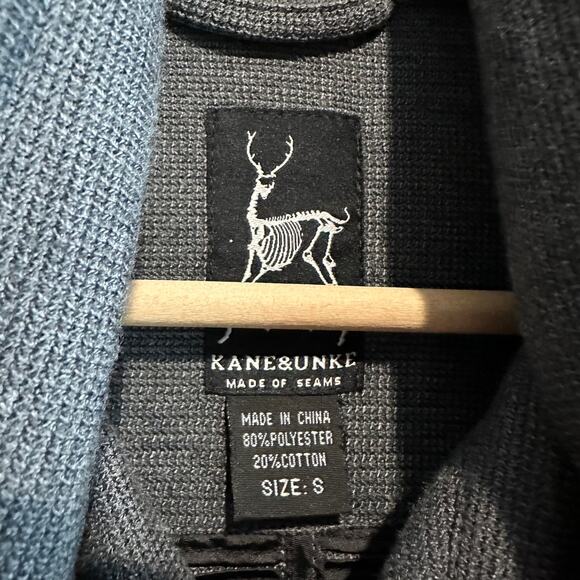 KANE&UNKE
MADE OF SEAMS
MADE IN CHINA
80%POLYESTER
20%COTTON
SIZE: S